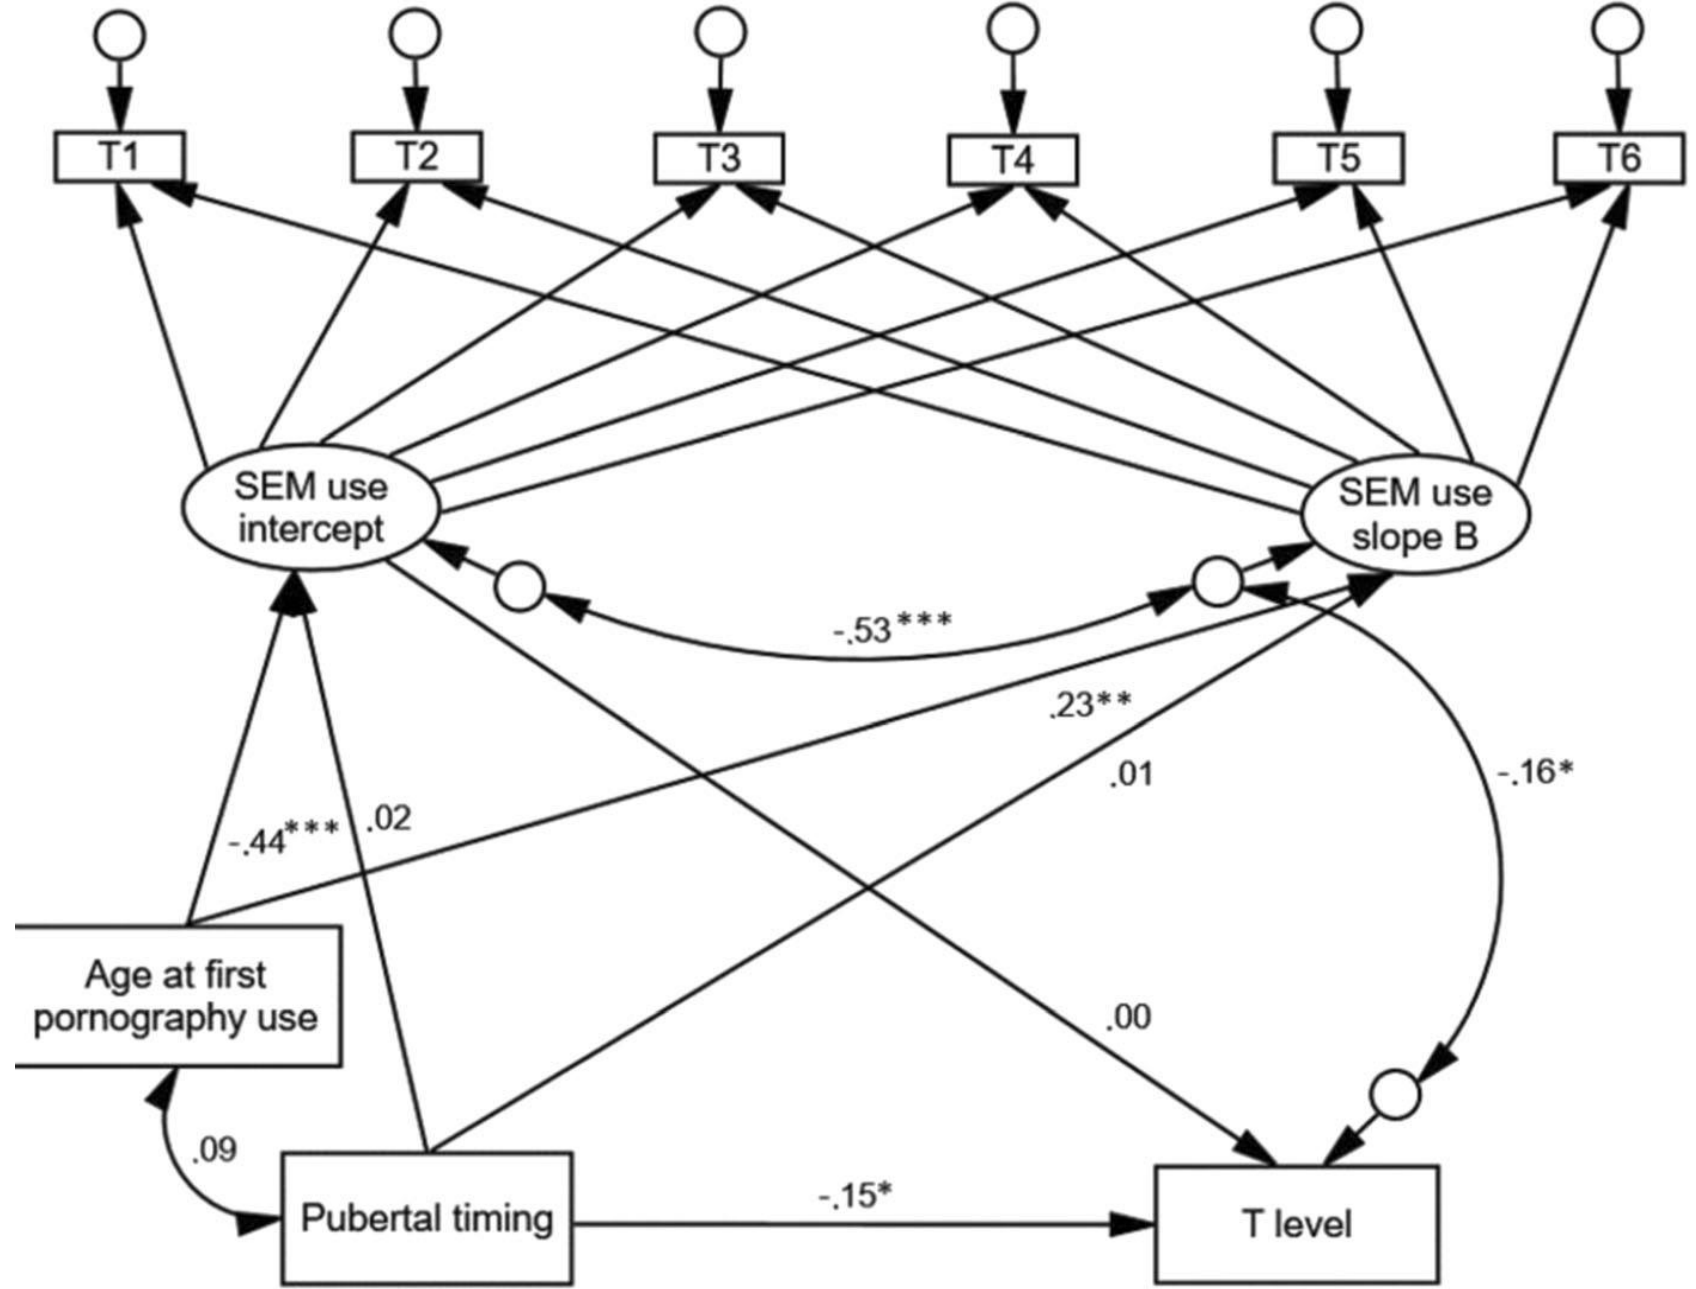 T1
T2
T3
T4
T5
T6
SEM use
intercept
SEM use
slope B
-.53***
.23**
.01
-.16*
-.44***
.02
Age at first
pornography use
.00
.09
Pubertal timing
-.15*
T level